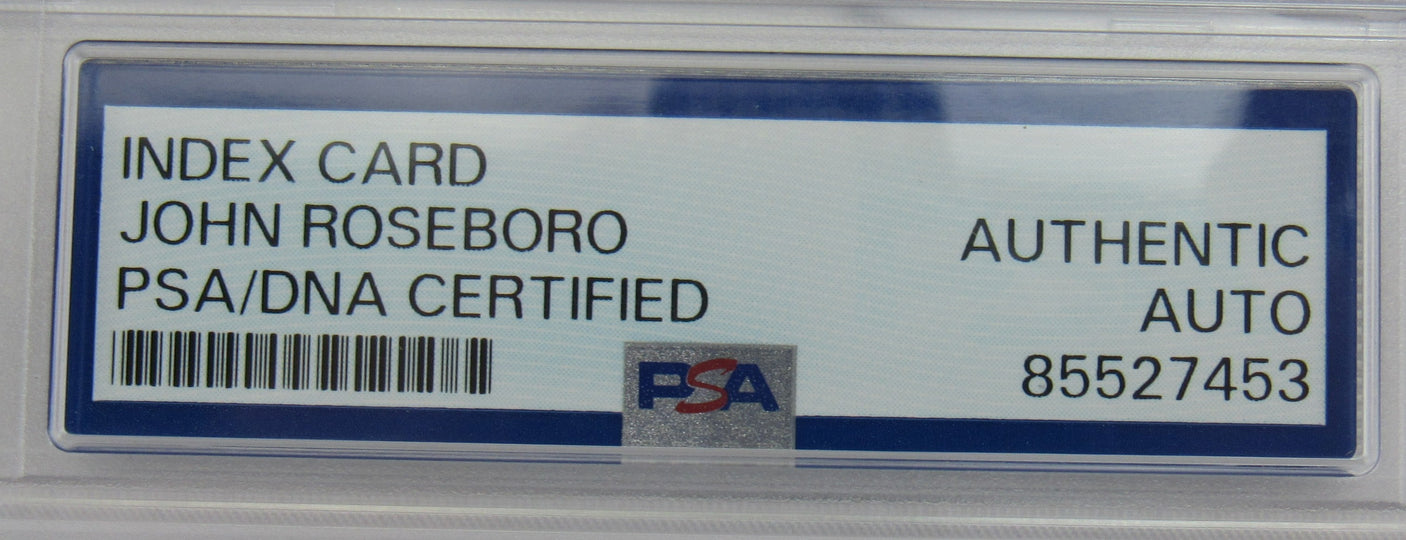 INDEX CARD
JOHN ROSEBORO
PSA/DNA CERTIFIED
AUTHENTIC
AUTO
85527453
PSA